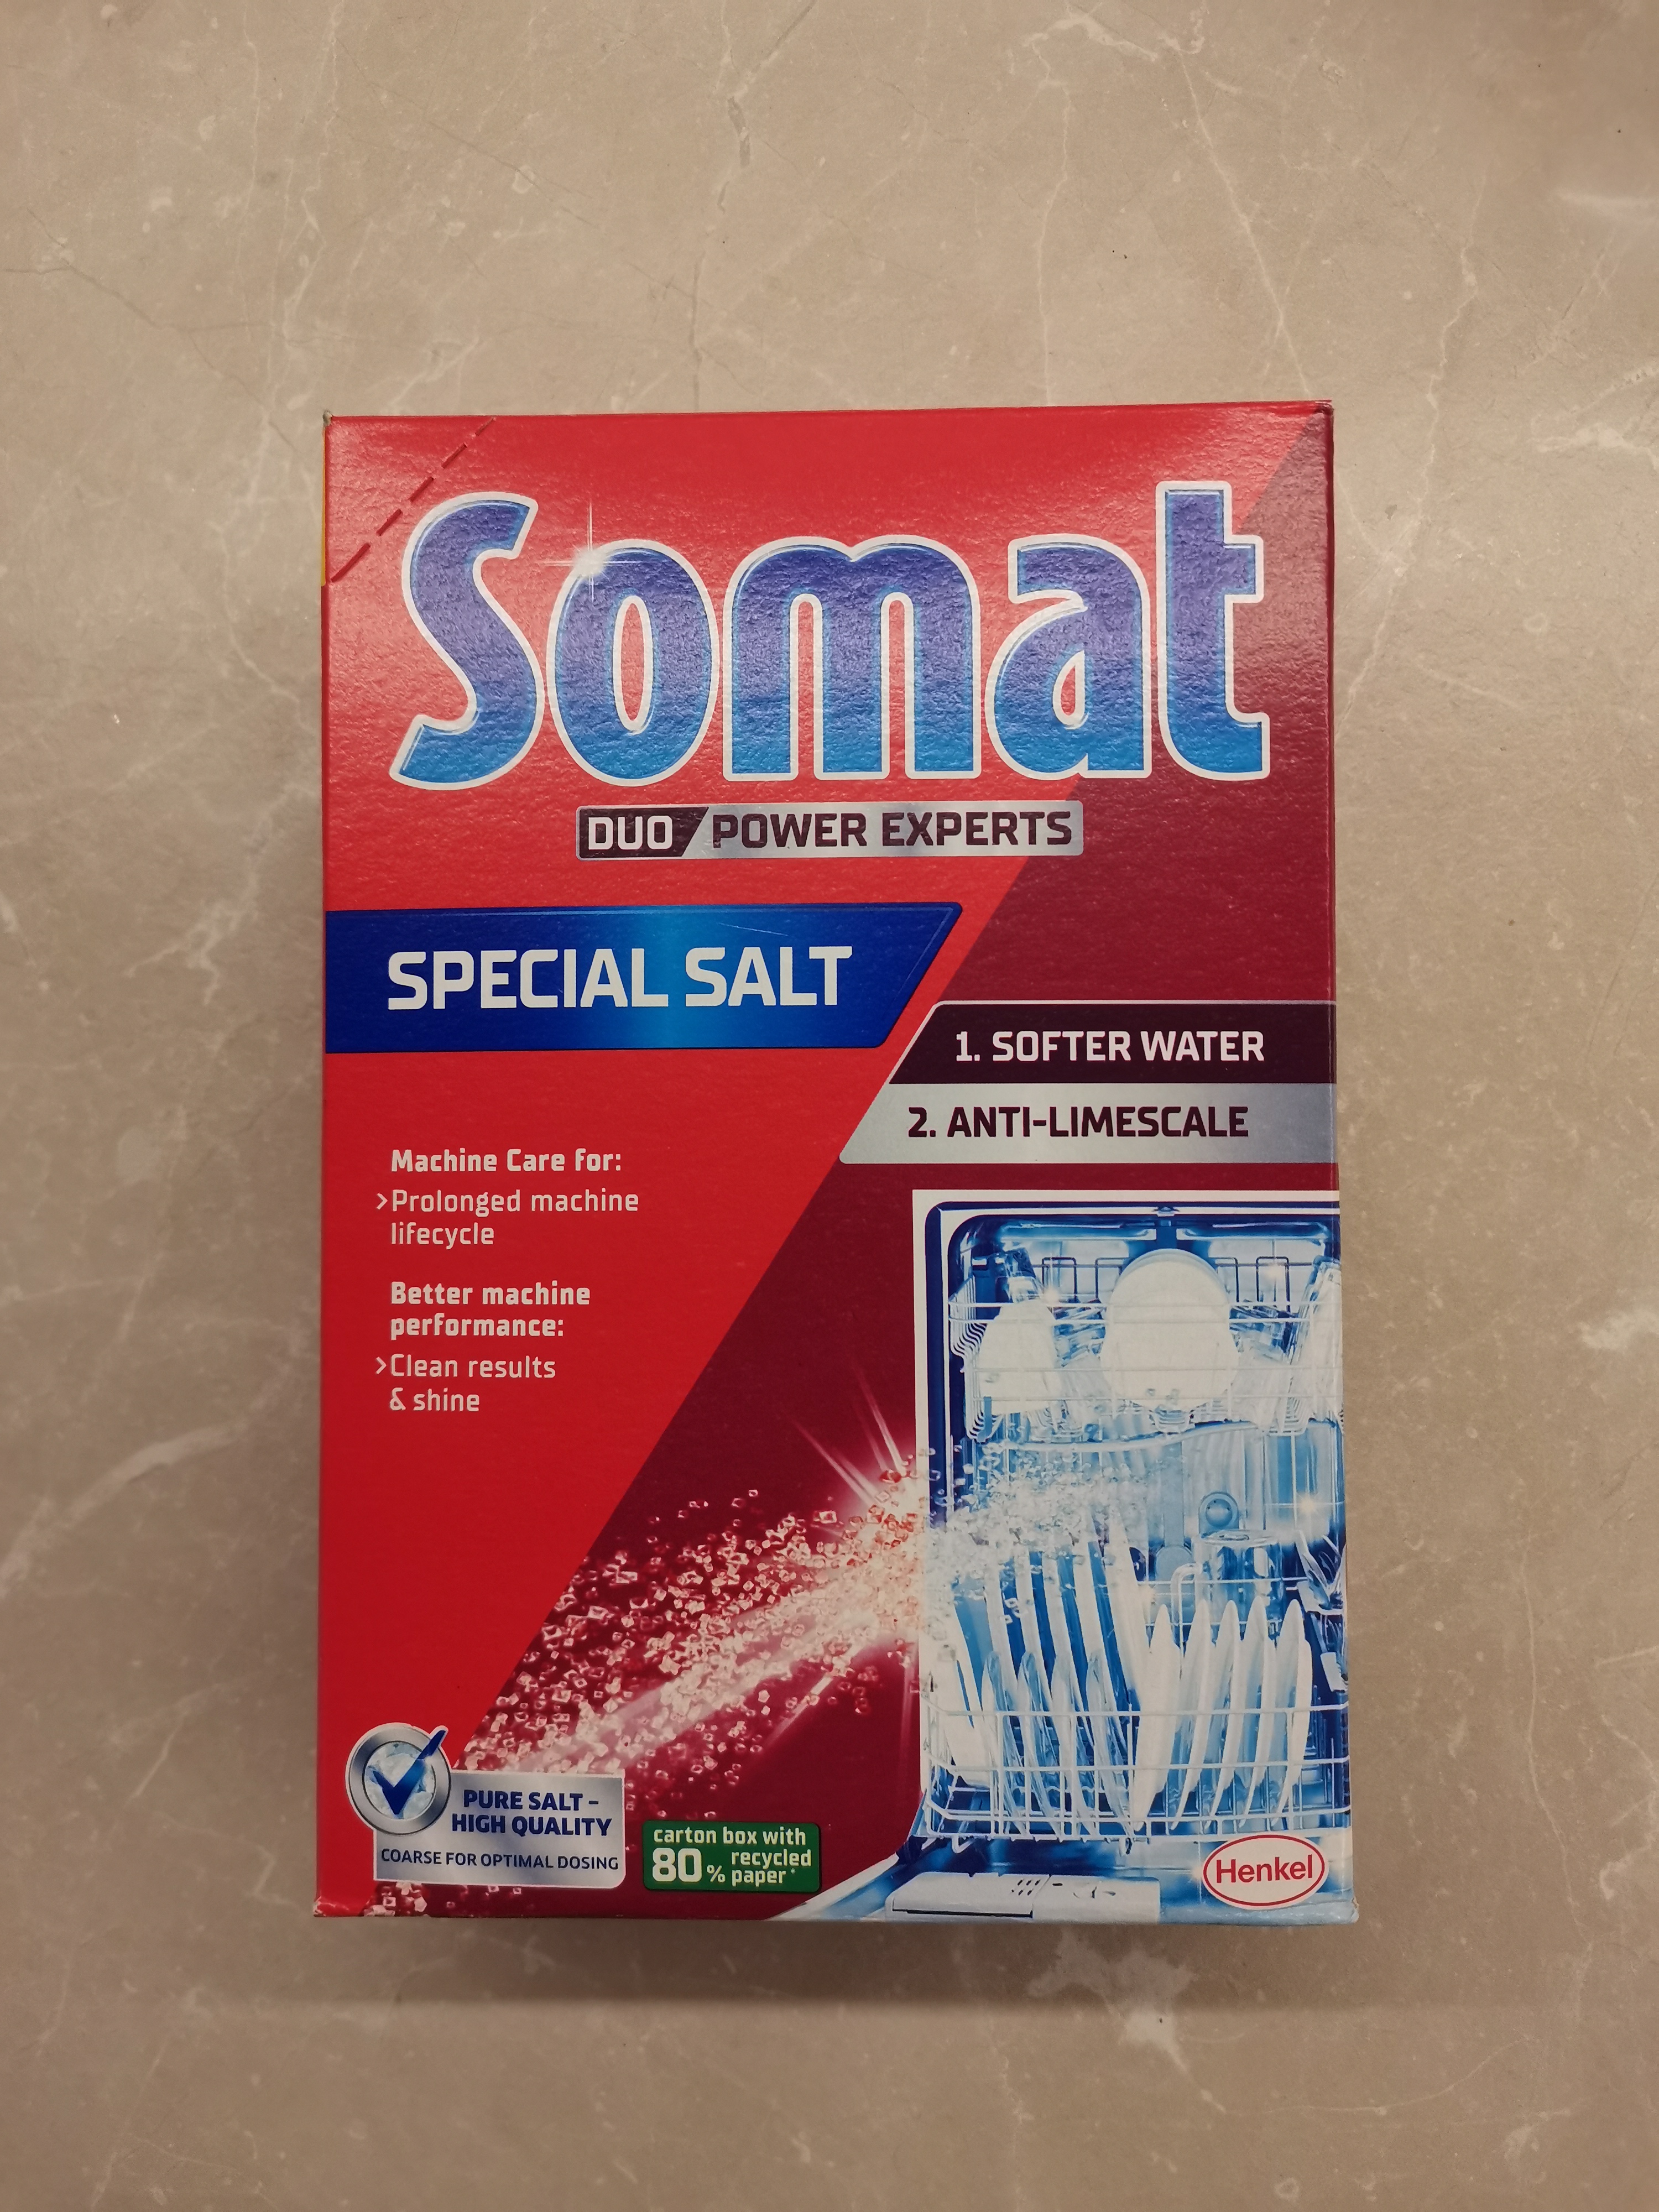 Somat
DUO POWER EXPERTS
SPECIAL SALT
1. SOFTER WATER
2. ANTI-LIMESCALE
Machine Care for:
>Prolonged machine
lifecycle
Better machine
performance:
>Clean results
& shine
PURE SALT –
HIGH QUALITY
COARSE FOR OPTIMAL DOSING
carton box with
80% recycled
paper*
Henkel